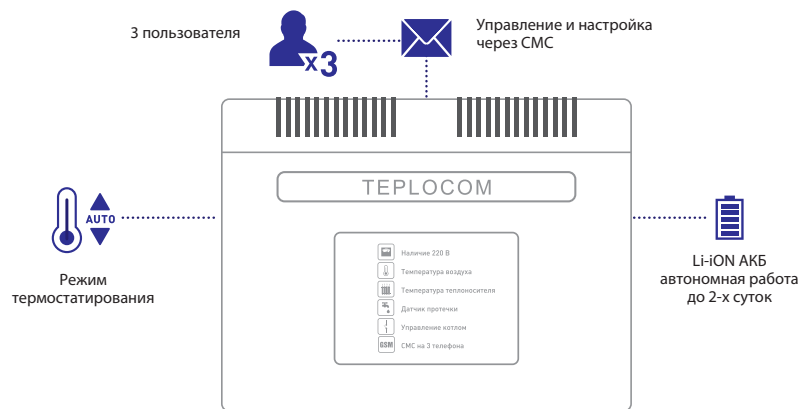 3 пользователя
x3
Управление и настройка
через СМС
TEPLOCOM
AUTO
Режим
термостатирования
Наличие 220 В
Температура воздуха
Температура теплоносителя
Датчик протечки
Управление котлом
GSM СМС на 3 телефона
Li-iON АКБ
автономная работа
до 2-х суток